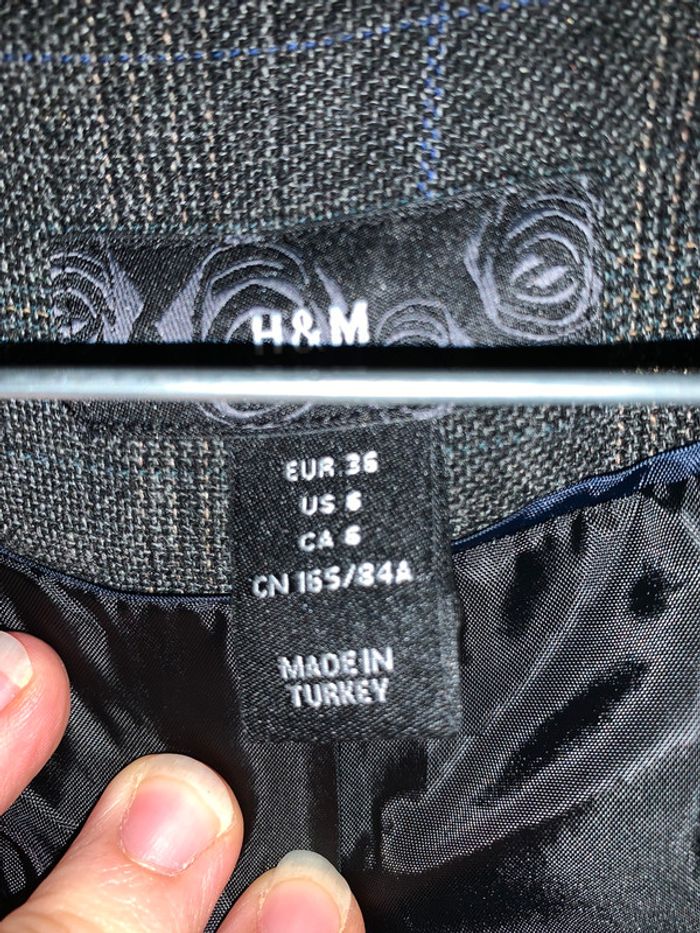 H&M
EUR 36
US 6
CA 6
CN 165/84A
MADE IN
TURKEY